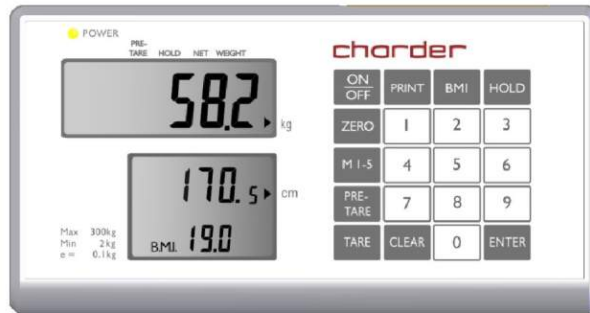 POWER
PRE-
TARE HOLD NET WEIGHT
58.2 kg
170.5 cm
B.M.I. 19.0
Max 300kg
Min 2kg
e = 0.1kg
charder
ON
OFF PRINT BMI HOLD
ZERO 1 2 3
M 1-5 4 5 6
PRE-
TARE 7 8 9
TARE CLEAR 0 ENTER